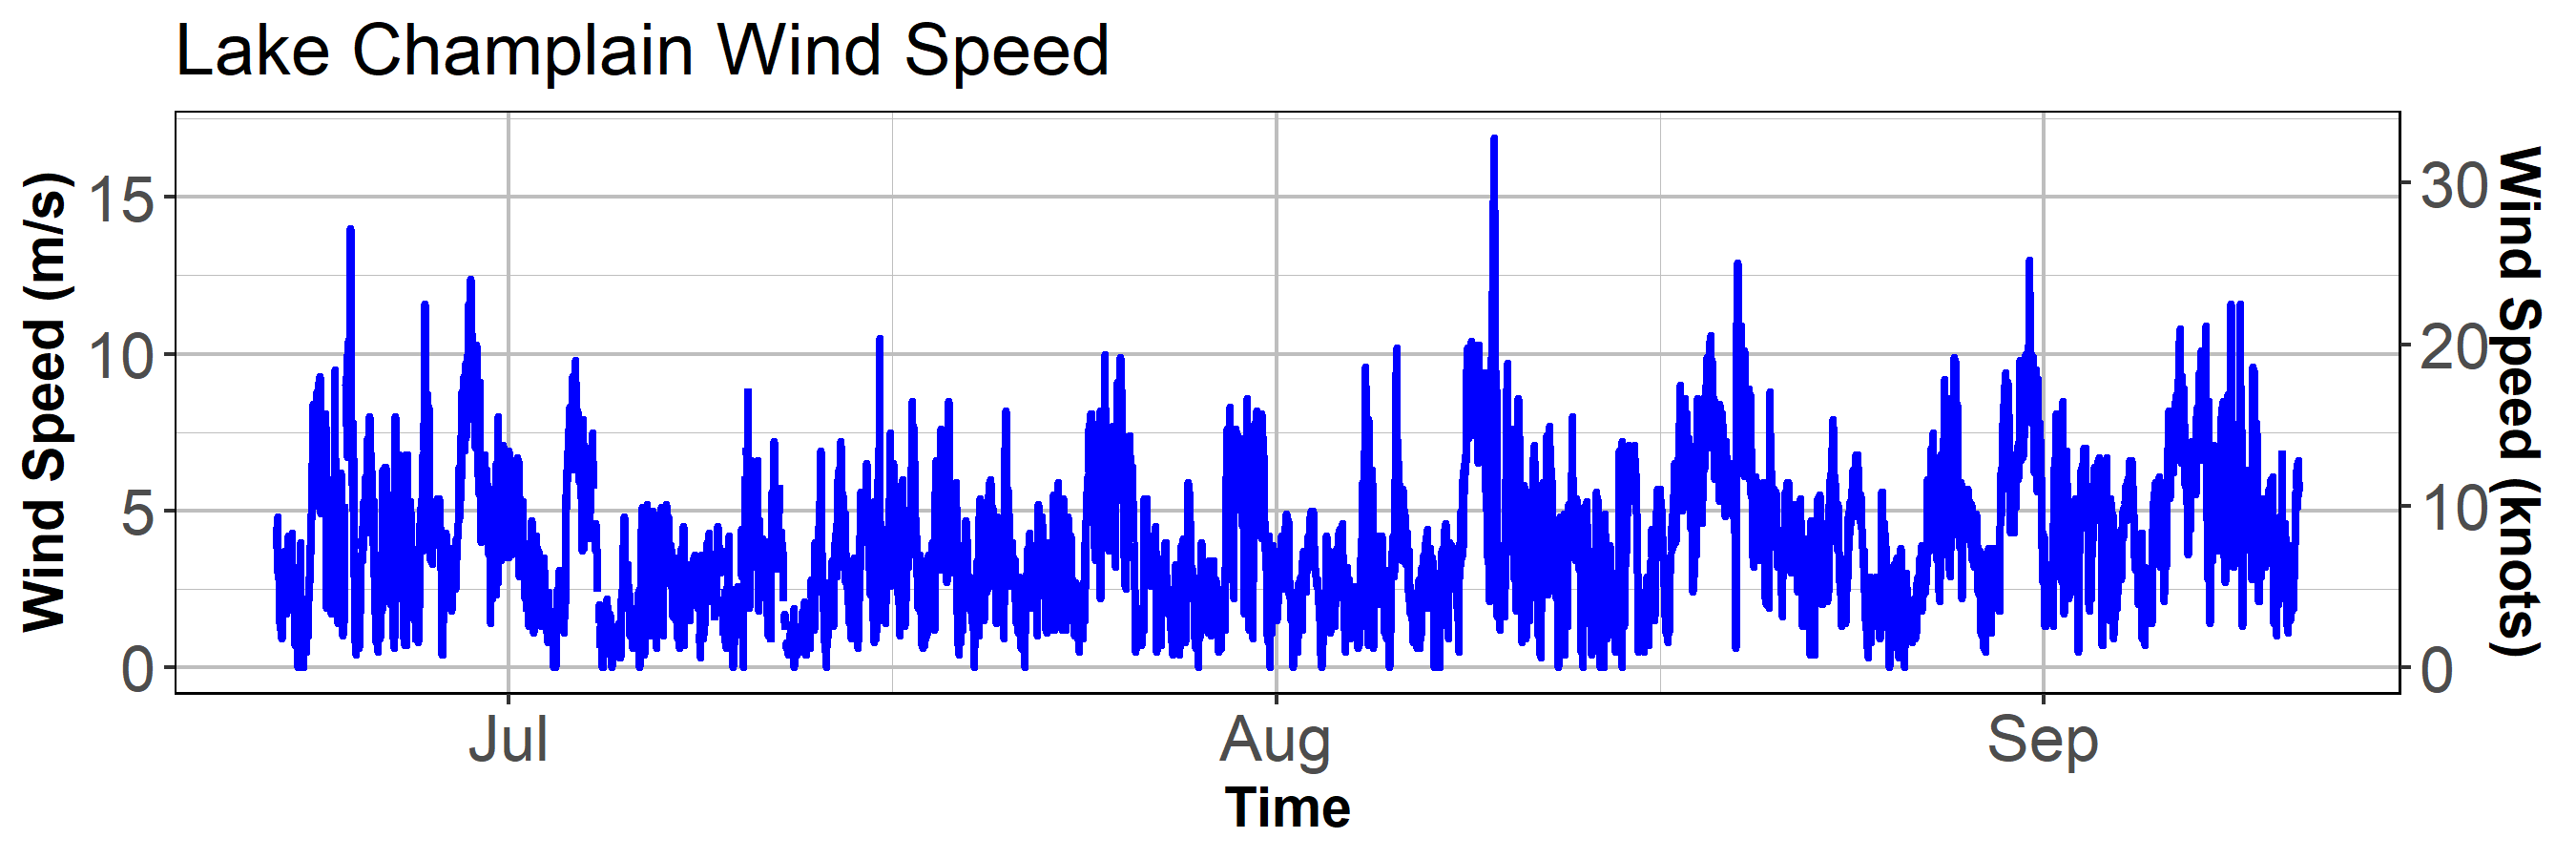 Lake Champlain Wind Speed
Wind Speed (m/s)
15
10
5
0
30
20
10
0
Wind Speed (knots)
Jul
Aug
Sep
Time